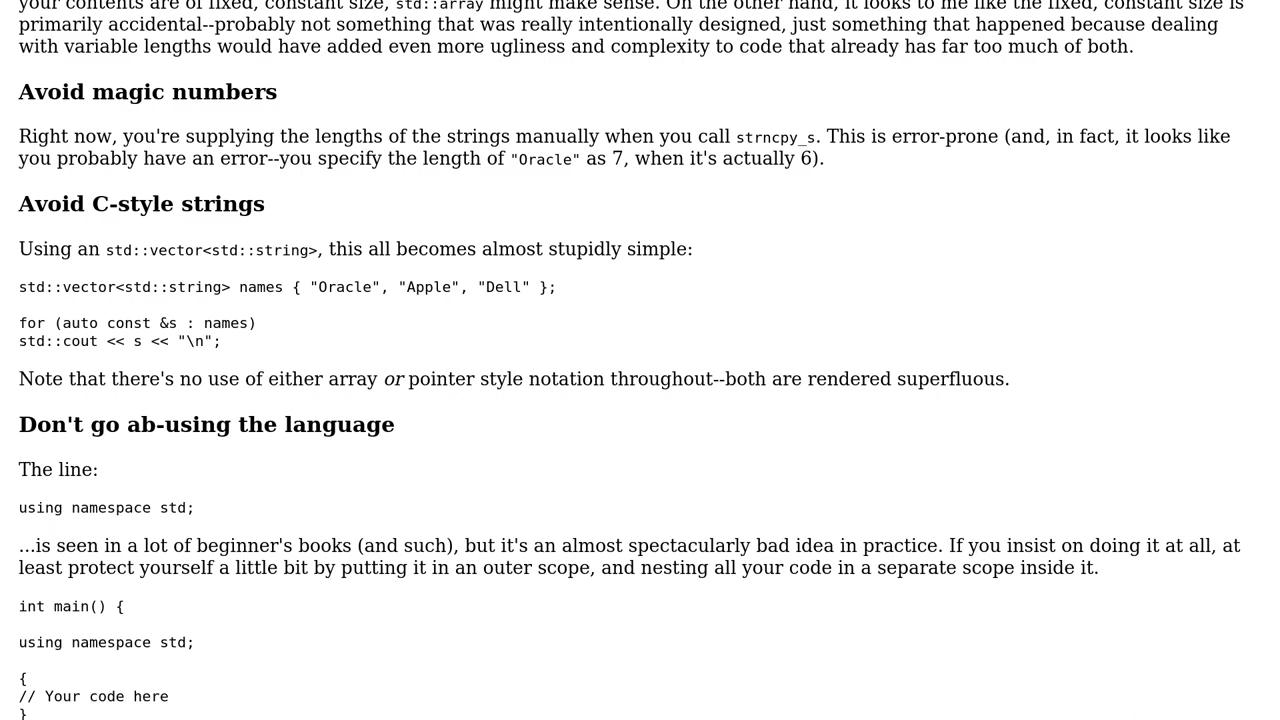 your contents are of fixed, constant size, std::array might make sense. On the other hand, it looks to me like the fixed, constant size is
primarily accidental--probably not something that was really intentionally designed, just something that happened because dealing
with variable lengths would have added even more ugliness and complexity to code that already has far too much of both.
Avoid magic numbers
Right now, you're supplying the lengths of the strings manually when you call strncpy_s. This is error-prone (and, in fact, it looks like
you probably have an error--you specify the length of "Oracle" as 7, when it's actually 6).
Avoid C-style strings
Using an std::vector<std::string>, this all becomes almost stupidly simple:
std::vector<std::string> names { "Oracle", "Apple", "Dell" };
for (auto const &s : names)
std::cout << s << "\n";
Note that there's no use of either array or pointer style notation throughout--both are rendered superfluous.
Don't go ab-using the language
The line:
using namespace std;
...is seen in a lot of beginner's books (and such), but it's an almost spectacularly bad idea in practice. If you insist on doing it at all, at
least protect yourself a little bit by putting it in an outer scope, and nesting all your code in a separate scope inside it.
int main() {
using namespace std;
{
// Your code here
}